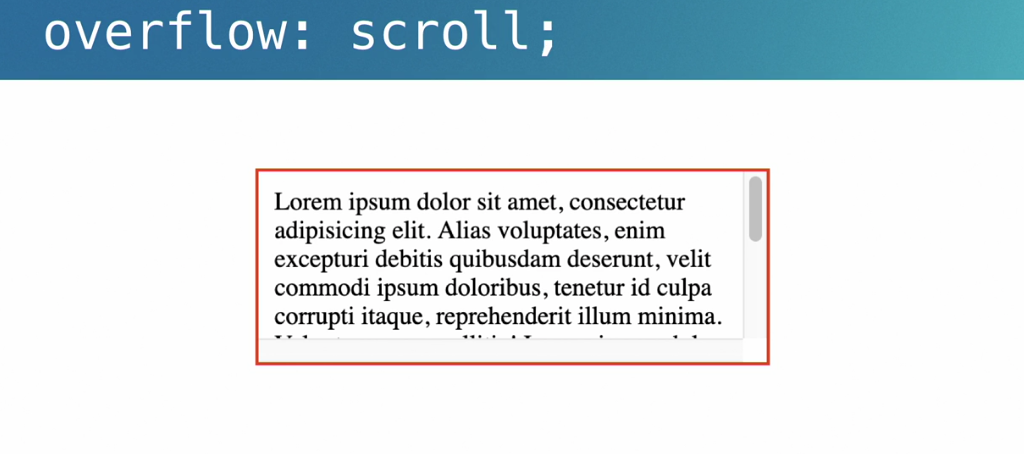 overflow: scroll;
Lorem ipsum dolor sit amet, consectetur
adipisicing elit. Alias voluptates, enim
excepturi debitis quibusdam deserunt, velit
commodi ipsum doloribus, tenetur id culpa
corrupti itaque, reprehenderit illum minima.